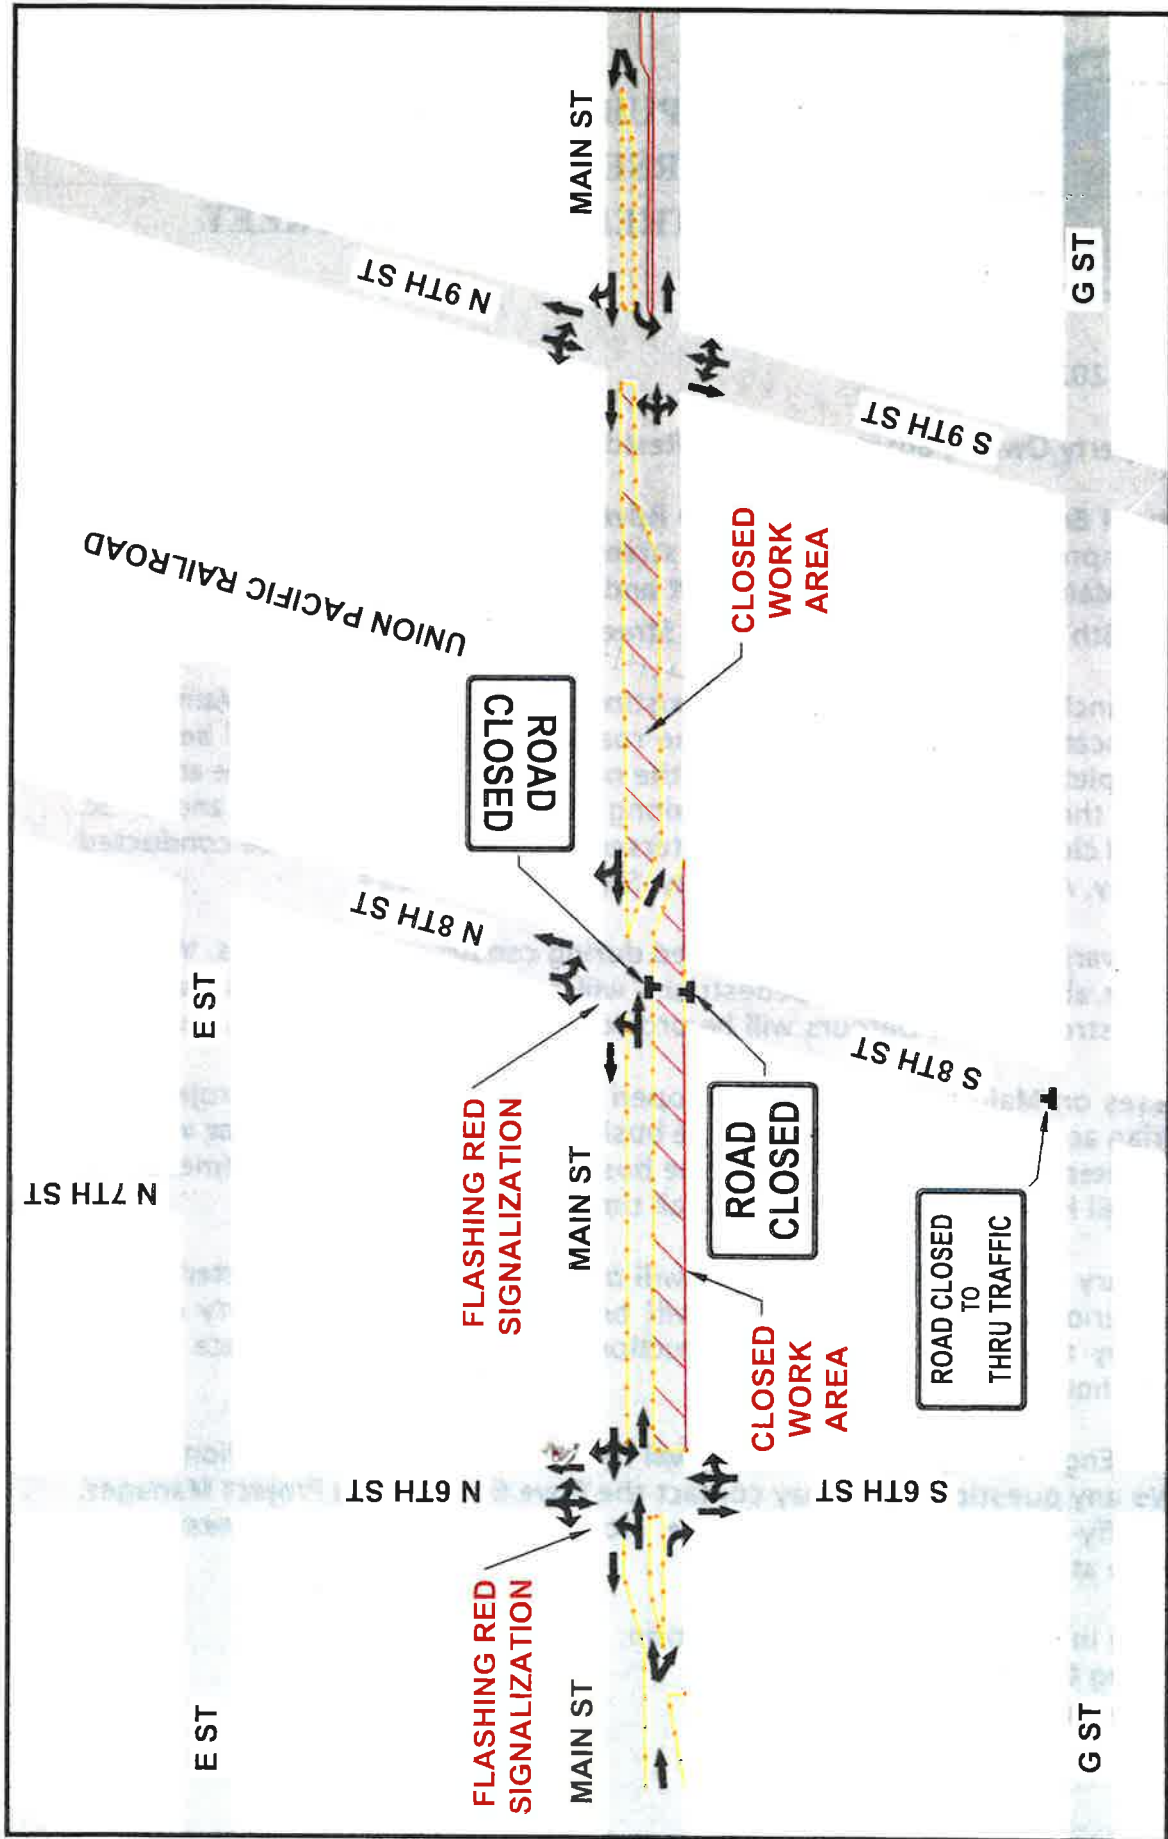 E ST
N 7TH ST
E ST
N 6TH ST
N 8TH ST
UNION PACIFIC RAILROAD
N 9TH ST
FLASHING RED
SIGNALIZATION
FLASHING RED
SIGNALIZATION
ROAD
CLOSED
MAIN ST
MAIN ST
MAIN ST
CLOSED
WORK
AREA
ROAD
CLOSED
CLOSED
WORK
AREA
S 6TH ST
S 8TH ST
S 9TH ST
ROAD CLOSED
TO
THRU TRAFFIC
G ST
G ST